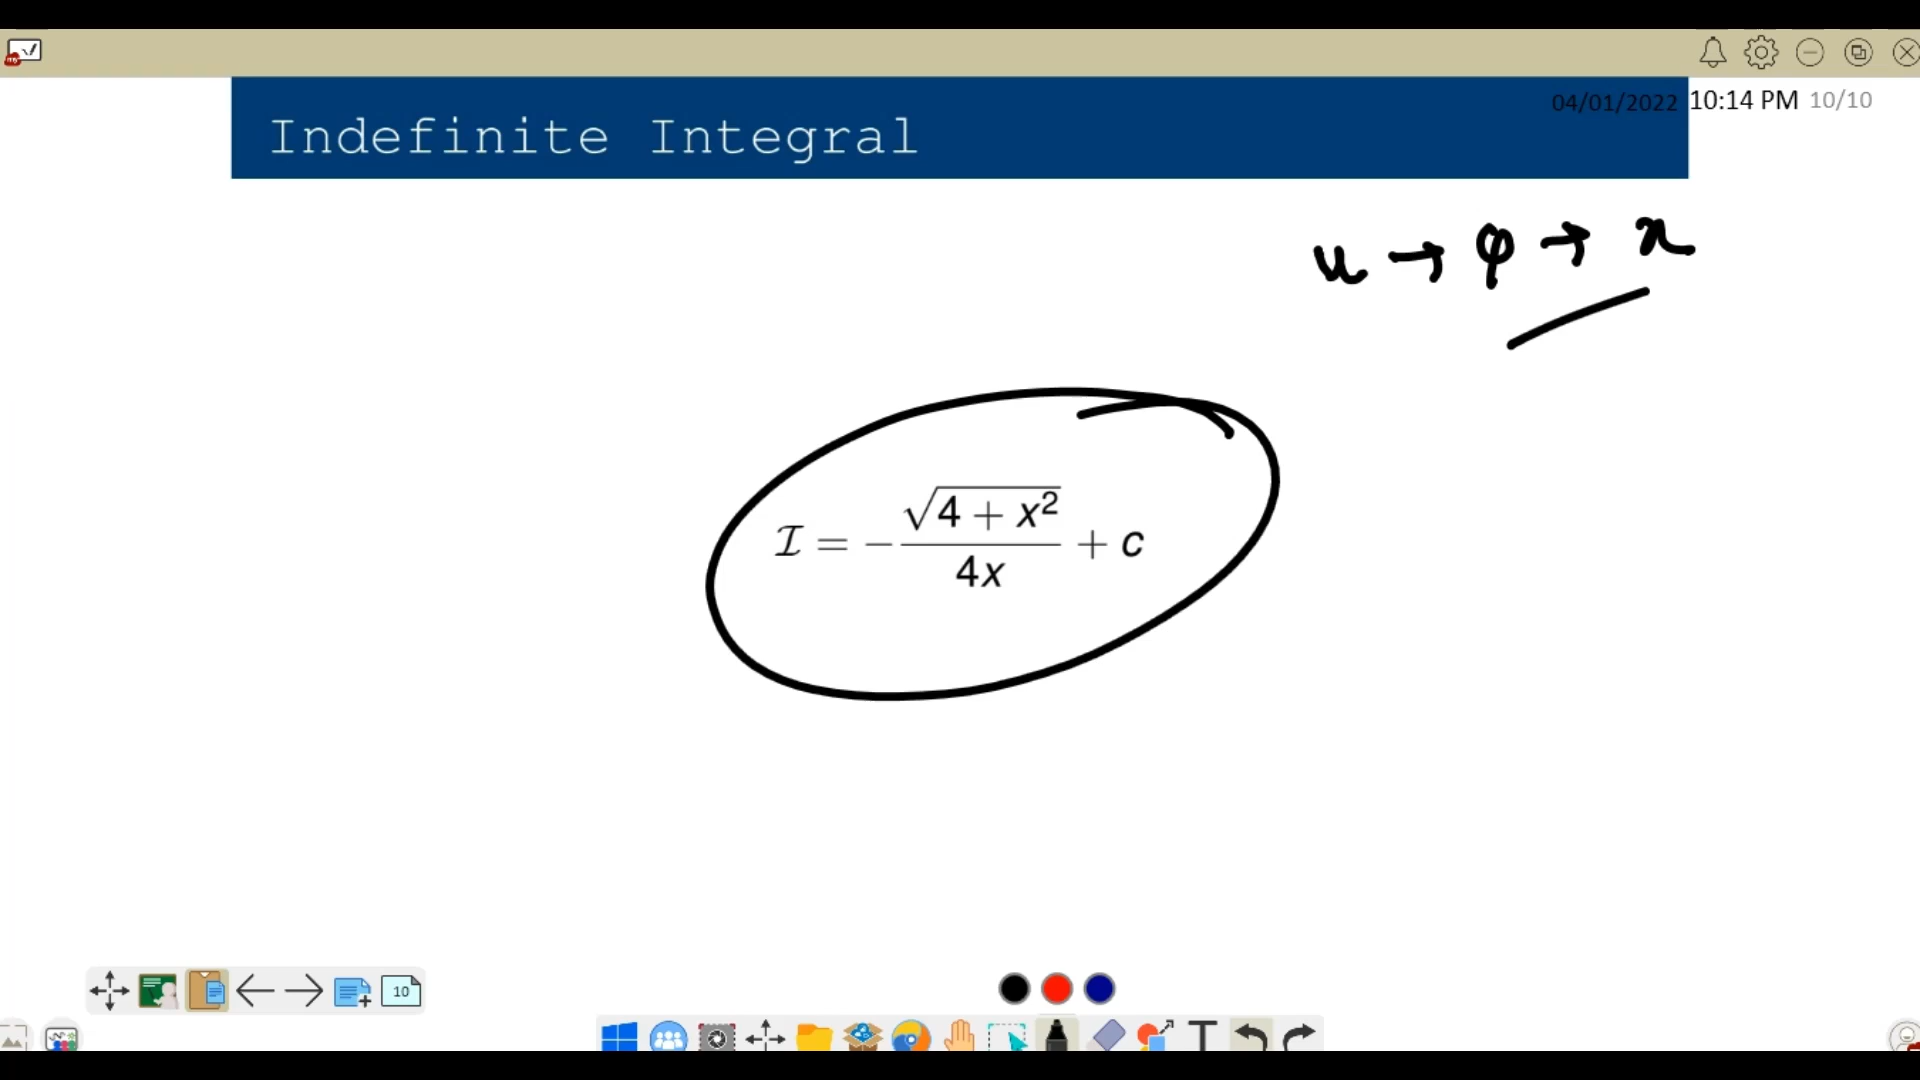 04/01/2022 10:14 PM 10/10
Indefinite Integral
u → φ → x
I = -√(4 + x²)/(4x) + c
10
T